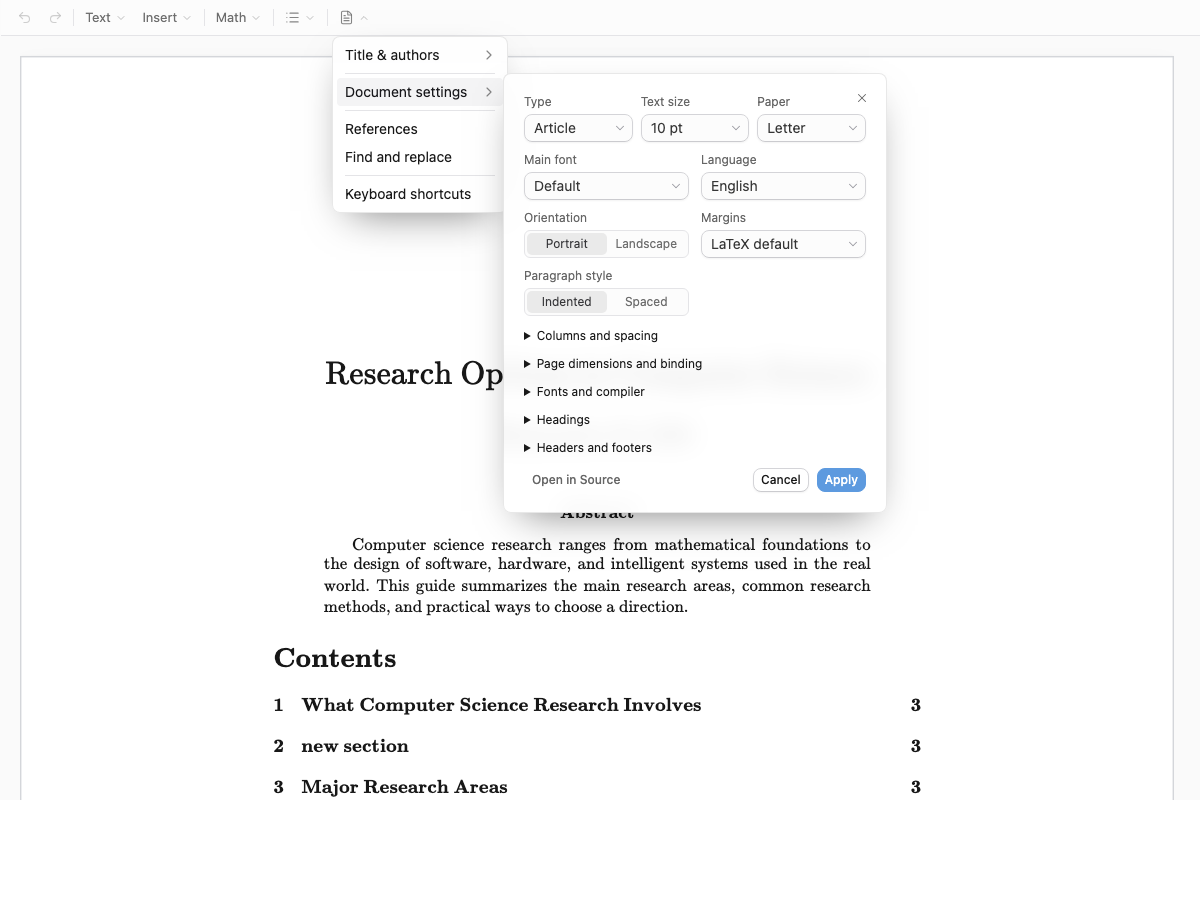 Text Insert Math
Title & authors
Document settings
References
Find and replace
Keyboard shortcuts
Type Text size Paper
Article 10 pt Letter
Main font Language
Default English
Orientation Margins
Portrait Landscape LaTeX default
Paragraph style
Indented Spaced
Columns and spacing
Page dimensions and binding
Fonts and compiler
Headings
Headers and footers
Open in Source Cancel Apply
Research Op
Abstract
Computer science research ranges from mathematical foundations to
the design of software, hardware, and intelligent systems used in the real
world. This guide summarizes the main research areas, common research
methods, and practical ways to choose a direction.
Contents
1 What Computer Science Research Involves 3
2 new section 3
3 Major Research Areas 3